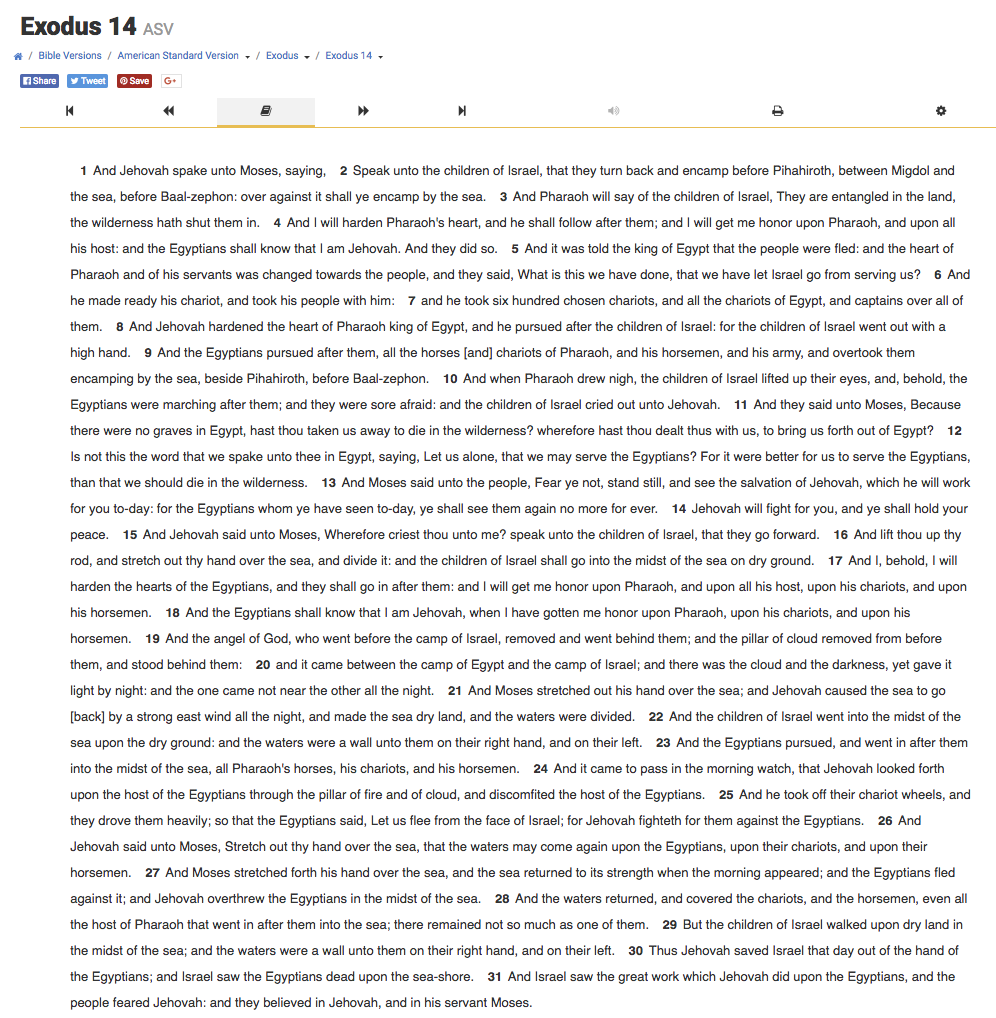 Exodus 14 ASV
/ Bible Versions / American Standard Version / Exodus / Exodus 14
Share Tweet Save G+
1 And Jehovah spake unto Moses, saying, 2 Speak unto the children of Israel, that they turn back and encamp before Pihahiroth, between Migdol and
the sea, before Baal-zephon: over against it shall ye encamp by the sea. 3 And Pharaoh will say of the children of Israel, They are entangled in the land,
the wilderness hath shut them in. 4 And I will harden Pharaoh's heart, and he shall follow after them; and I will get me honor upon Pharaoh, and upon all
his host: and the Egyptians shall know that I am Jehovah. And they did so. 5 And it was told the king of Egypt that the people were fled: and the heart of
Pharaoh and of his servants was changed towards the people, and they said, What is this we have done, that we have let Israel go from serving us? 6 And
he made ready his chariot, and took his people with him: 7 and he took six hundred chosen chariots, and all the chariots of Egypt, and captains over all of
them. 8 And Jehovah hardened the heart of Pharaoh king of Egypt, and he pursued after the children of Israel: for the children of Israel went out with a
high hand. 9 And the Egyptians pursued after them, all the horses [and] chariots of Pharaoh, and his horsemen, and his army, and overtook them
encamping by the sea, beside Pihahiroth, before Baal-zephon. 10 And when Pharaoh drew nigh, the children of Israel lifted up their eyes, and, behold, the
Egyptians were marching after them; and they were sore afraid: and the children of Israel cried out unto Jehovah. 11 And they said unto Moses, Because
there were no graves in Egypt, hast thou taken us away to die in the wilderness? wherefore hast thou dealt thus with us, to bring us forth out of Egypt? 12
Is not this the word that we spake unto thee in Egypt, saying, Let us alone, that we may serve the Egyptians? For it were better for us to serve the Egyptians,
than that we should die in the wilderness. 13 And Moses said unto the people, Fear ye not, stand still, and see the salvation of Jehovah, which he will work
for you to-day: for the Egyptians whom ye have seen to-day, ye shall see them again no more for ever. 14 Jehovah will fight for you, and ye shall hold your
peace. 15 And Jehovah said unto Moses, Wherefore criest thou unto me? speak unto the children of Israel, that they go forward. 16 And lift thou up thy
rod, and stretch out thy hand over the sea, and divide it: and the children of Israel shall go into the midst of the sea on dry ground. 17 And I, behold, I will
harden the hearts of the Egyptians, and they shall go in after them: and I will get me honor upon Pharaoh, and upon all his host, upon his chariots, and upon
his horsemen. 18 And the Egyptians shall know that I am Jehovah, when I have gotten me honor upon Pharaoh, upon his chariots, and upon his
horsemen. 19 And the angel of God, who went before the camp of Israel, removed and went behind them; and the pillar of cloud removed from before
them, and stood behind them: 20 and it came between the camp of Egypt and the camp of Israel; and there was the cloud and the darkness, yet gave it
light by night: and the one came not near the other all the night. 21 And Moses stretched out his hand over the sea; and Jehovah caused the sea to go
[back] by a strong east wind all the night, and made the sea dry land, and the waters were divided. 22 And the children of Israel went into the midst of the
sea upon the dry ground: and the waters were a wall unto them on their right hand, and on their left. 23 And the Egyptians pursued, and went in after them
into the midst of the sea, all Pharaoh's horses, his chariots, and his horsemen. 24 And it came to pass in the morning watch, that Jehovah looked forth
upon the host of the Egyptians through the pillar of fire and of cloud, and discomfited the host of the Egyptians. 25 And he took off their chariot wheels, and
they drove them heavily; so that the Egyptians said, Let us flee from the face of Israel; for Jehovah fighteth for them against the Egyptians. 26 And
Jehovah said unto Moses, Stretch out thy hand over the sea, that the waters may come again upon the Egyptians, upon their chariots, and upon their
horsemen. 27 And Moses stretched forth his hand over the sea, and the sea returned to its strength when the morning appeared; and the Egyptians fled
against it; and Jehovah overthrew the Egyptians in the midst of the sea. 28 And the waters returned, and covered the chariots, and the horsemen, even all
the host of Pharaoh that went in after them into the sea; there remained not so much as one of them. 29 But the children of Israel walked upon dry land in
the midst of the sea; and the waters were a wall unto them on their right hand, and on their left. 30 Thus Jehovah saved Israel that day out of the hand of
the Egyptians; and Israel saw the Egyptians dead upon the sea-shore. 31 And Israel saw the great work which Jehovah did upon the Egyptians, and the
people feared Jehovah: and they believed in Jehovah, and in his servant Moses.